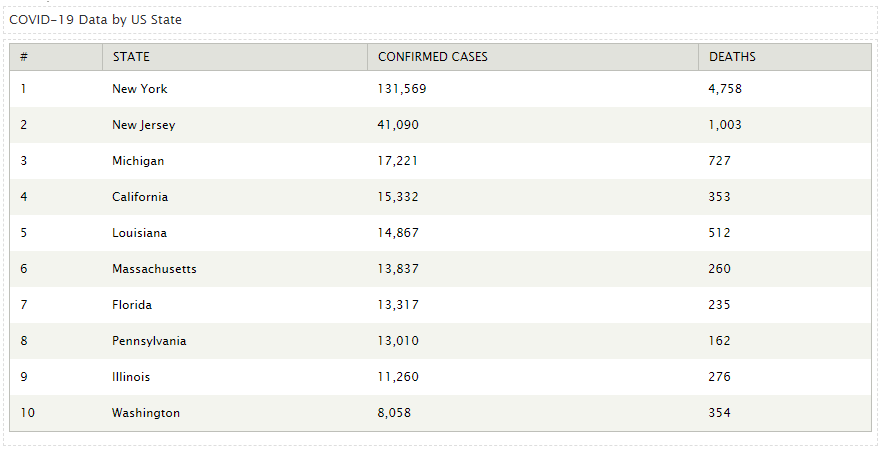 COVID-19 Data by US State
# STATE CONFIRMED CASES DEATHS
1 New York 131,569 4,758
2 New Jersey 41,090 1,003
3 Michigan 17,221 727
4 California 15,332 353
5 Louisiana 14,867 512
6 Massachusetts 13,837 260
7 Florida 13,317 235
8 Pennsylvania 13,010 162
9 Illinois 11,260 276
10 Washington 8,058 354